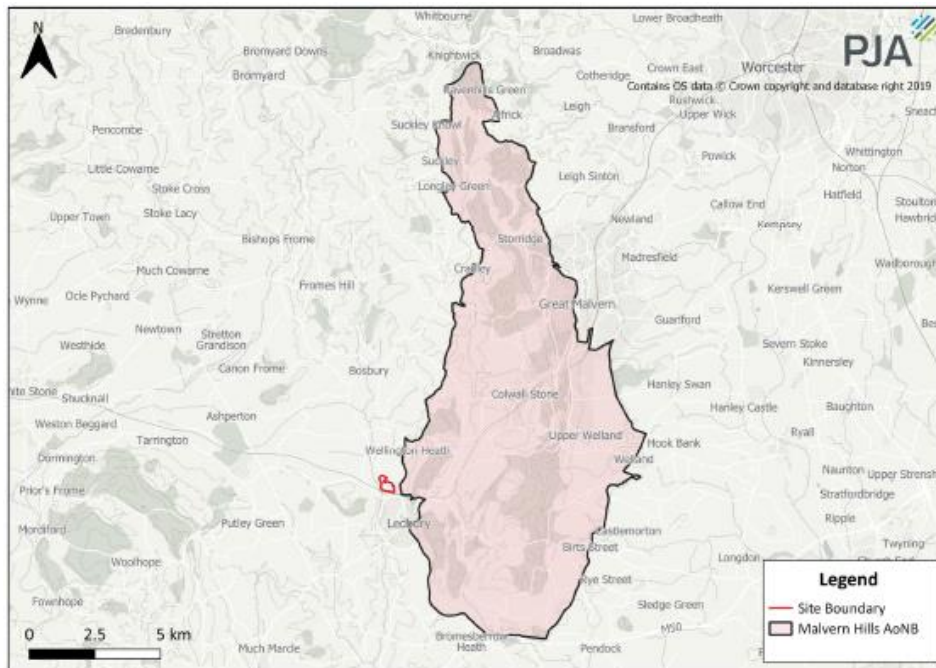 Whitbourne
Lower Broadheath
Bredenbury
N
Knightwick
Broadwas
Bromyard Downs
Bromyard
Cotheridge
Crown East
Worcester
PJA
Contains OS data © Crown copyright and database right 2019
Rushwick
Leigh
Upper Wick
Alfrick
Pencombe
Suckley Knowl
Bransford
Whittington
Suckley
Powick
Norton
Little Cowarne
Leigh Sinton
Stoke Cross
Longley Green
Hatfield
Stoulton
Callow End
Upper Town
Stoke Lacy
Newland
Kempsey
Bishops Frome
Storridge
Madresfield
Much Cowarne
Cradley
Wadborough
Fromes Hill
Kerswell Green
Ocle Pychard
Great Malvern
Guarlford
Newtown
Stretton
Grandison
Severn Stoke
Westhide
Kinnersley
Canon Frome
Bosbury
Shucknall
Colwall Stone
Hanley Swan
Ashperton
Hanley Castle
Baughton
Weston Beggard
Tarrington
Upper Welland
Hook Bank
Ryall
Wellington Heath
Welland
Dormington
Naunton
Prior's Frome
Stratfordbridge
Mordiford
Putley Green
Ledbury
Ripple
Castlemorton
Twyning
Woolhope
Birts Street
Longdon
Fownhope
Rye Street
Sledge Green
M50
Bromesberrow
Heath
Much Marcle
Pendock
0 2.5 5 km
Legend
Site Boundary
Malvern Hills AoNB